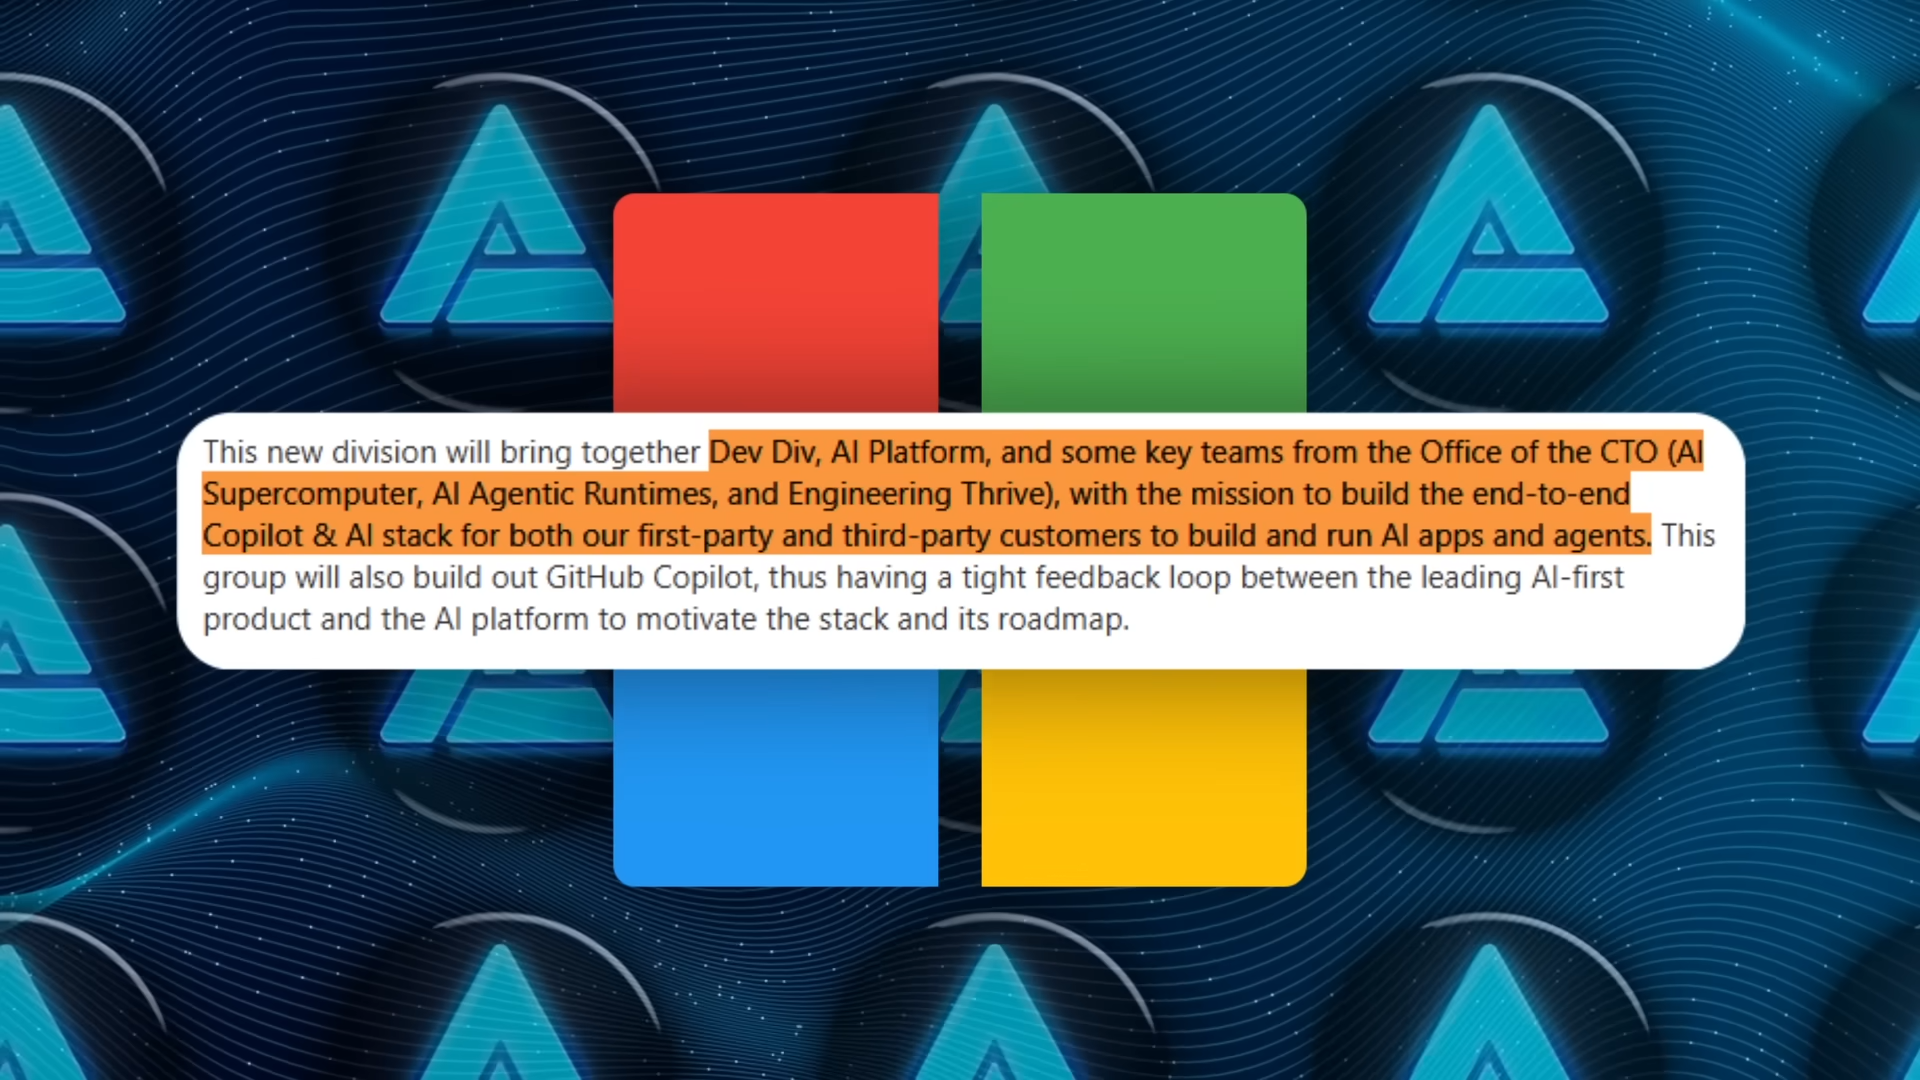 This new division will bring together Dev Div, AI Platform, and some key teams from the Office of the CTO (AI
Supercomputer, AI Agentic Runtimes, and Engineering Thrive), with the mission to build the end-to-end
Copilot & AI stack for both our first-party and third-party customers to build and run AI apps and agents. This
group will also build out GitHub Copilot, thus having a tight feedback loop between the leading AI-first
product and the AI platform to motivate the stack and its roadmap.